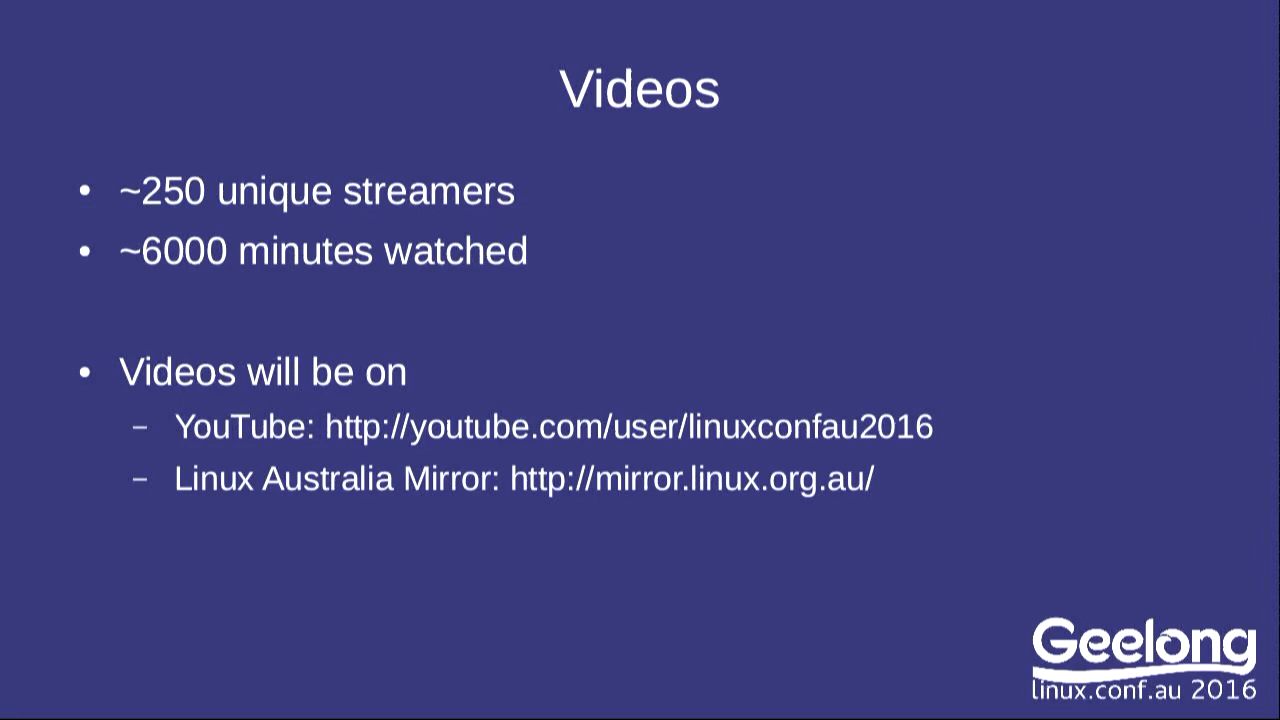 Videos
• ~250 unique streamers
• ~6000 minutes watched
• Videos will be on
– YouTube: http://youtube.com/user/linuxconfau2016
– Linux Australia Mirror: http://mirror.linux.org.au/
Geelong
linux.conf.au 2016